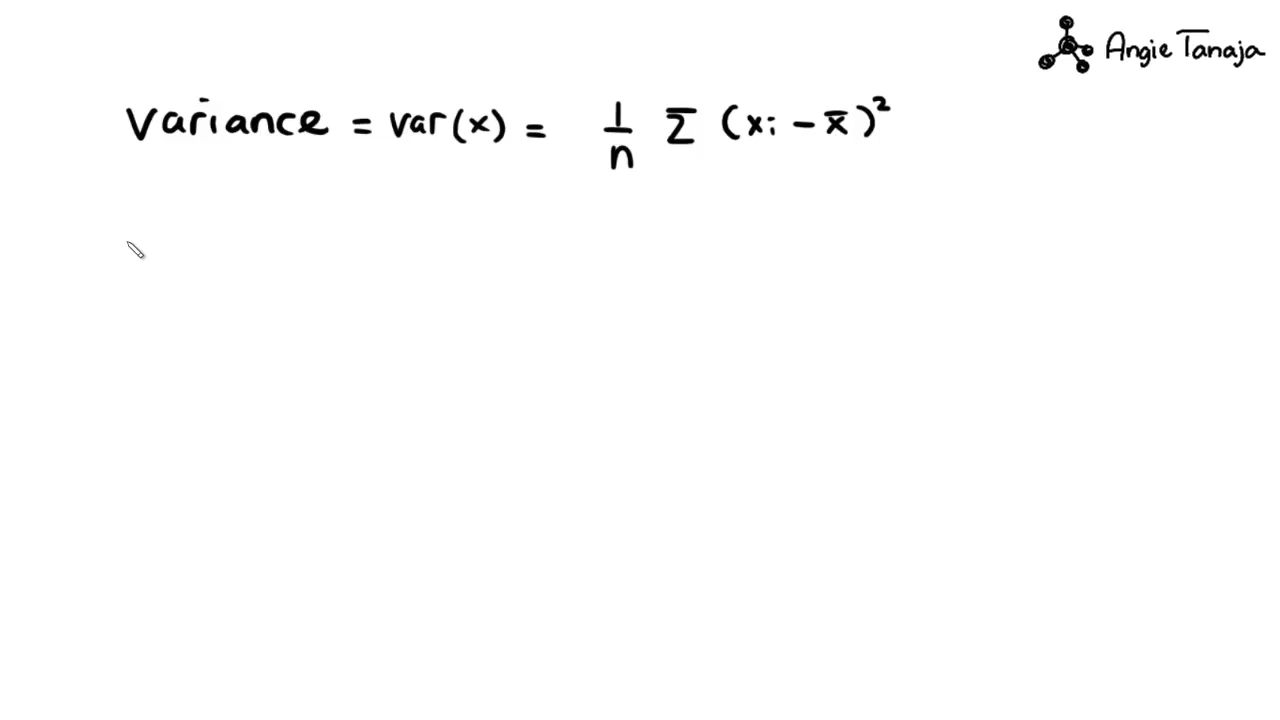 Angie Tanaja
Variance = var(x) = 1/n Σ (xi - x̄)²